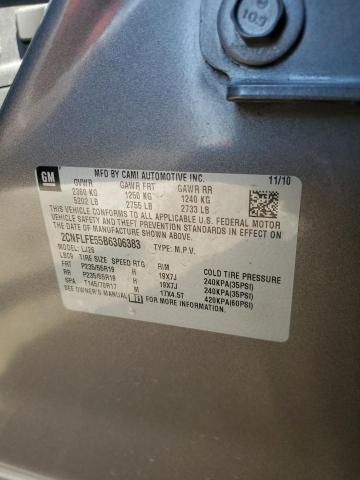 10.9
GM
MFD BY CAMI AUTOMOTIVE INC. 11/10
GVWR GAWR FRT GAWR RR
2360 KG 1250 KG 1240 KG
5202 LB 2755 LB 2733 LB
THIS VEHICLE CONFORMS TO ALL APPLICABLE U.S. FEDERAL MOTOR
VEHICLE SAFETY AND THEFT PREVENTION STANDARDS IN EFFECT ON
THE DATE OF MANUFACTURE SHOWN ABOVE.
2CNFLFE55B6306383 TYPE: M.P.V.
MODEL: LJ26
LBC9 TIRE SIZE SPEED RTG RIM COLD TIRE PRESSURE
FRT P235/55R19 H 19X7J 240KPA(35PSI)
RR P235/55R19 H 19X7J 240KPA(35PSI)
SPA T145/70R17 M 17X4.5T 420KPA(60PSI)
SEE OWNER'S MANUAL FOR MORE INFORMATION.